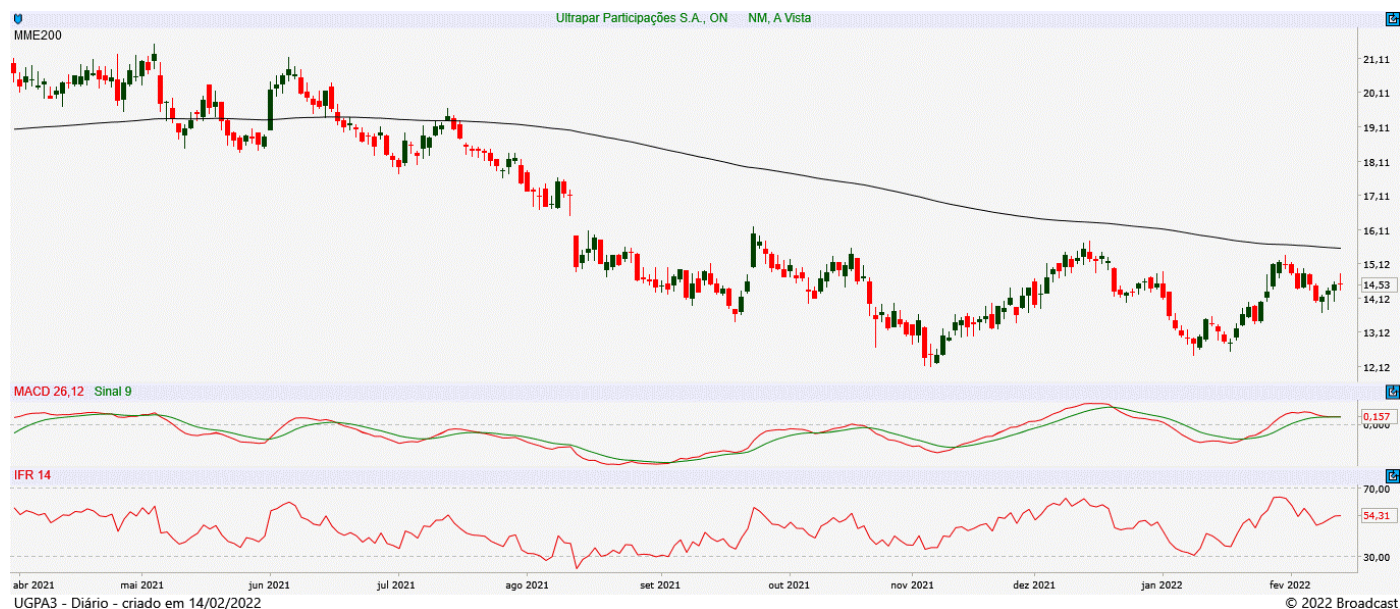 Ultrapar Participações S.A., ON NM, A Vista
MME200
21,11
20,11
19,11
18,11
17,11
16,11
15,12
14,53
14,12
13,12
12,12
MACD 26,12 Sinal 9
0,157
0,000
IFR 14
70,00
54,31
30,00
abr 2021 mai 2021 jun 2021 jul 2021 ago 2021 set 2021 out 2021 nov 2021 dez 2021 jan 2022 fev 2022
UGPA3 - Diário - criado em 14/02/2022 © 2022 Broadcast